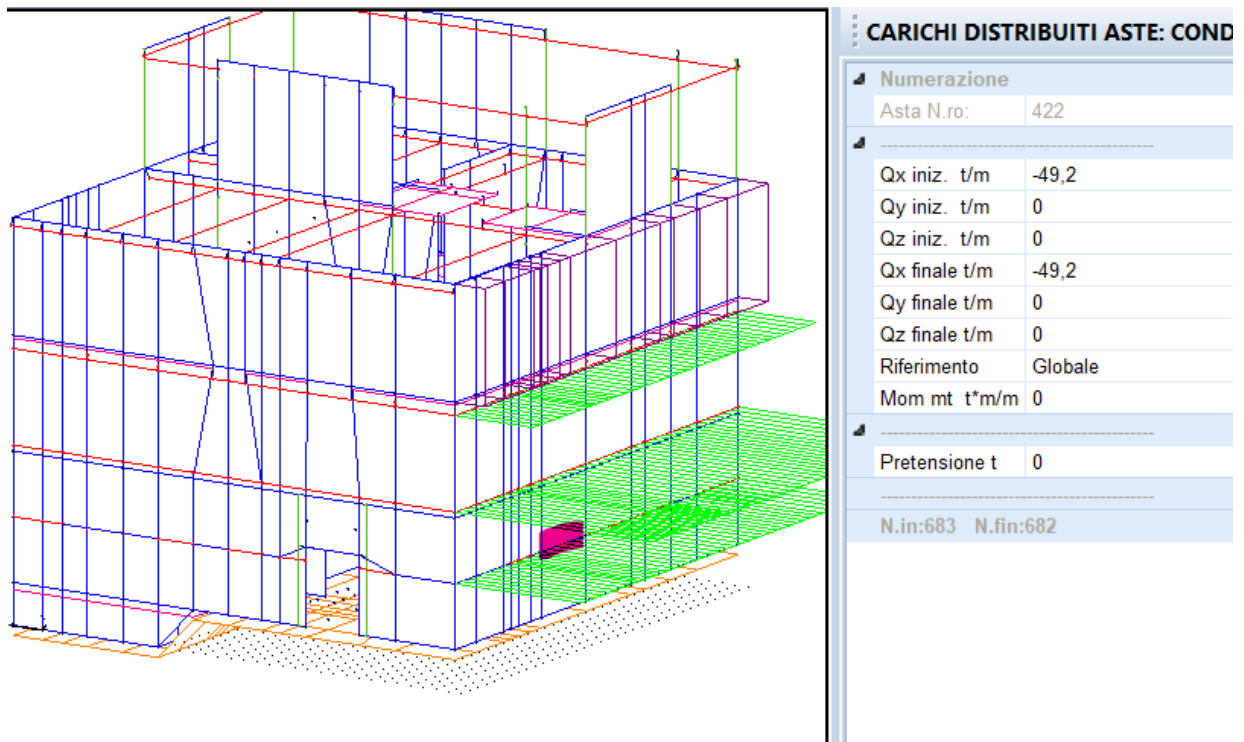 CARICHI DISTRIBUITI ASTE: COND
Numerazione
Asta N.ro: 422
Qx iniz. t/m -49,2
Qy iniz. t/m 0
Qz iniz. t/m 0
Qx finale t/m -49,2
Qy finale t/m 0
Qz finale t/m 0
Riferimento Globale
Mom mt t*m/m 0
Pretensione t 0
N.in:683 N.fin:682